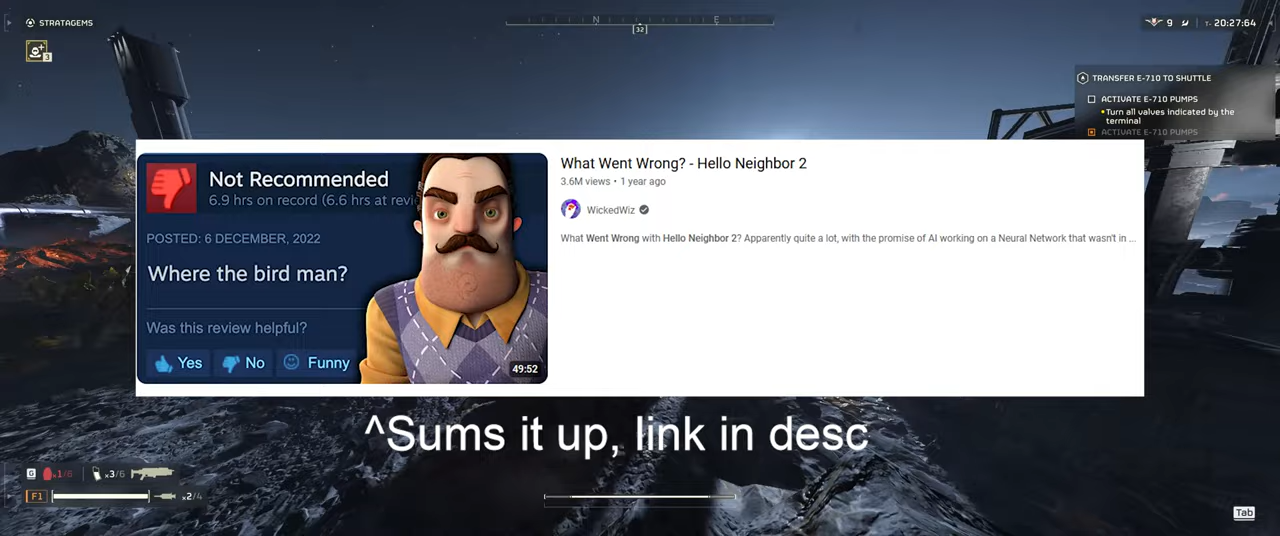 STRATAGEMS
3
N
E
[32]
9
T- 20:27:64
TRANSFER E-710 TO SHUTTLE
ACTIVATE E-710 PUMPS
Turn all valves indicated by the
terminal
ACTIVATE E-710 PUMPS
Not Recommended
6.9 hrs on record (6.6 hrs at revi
POSTED: 6 DECEMBER, 2022
Where the bird man?
Was this review helpful?
Yes
No
Funny
49:52
What Went Wrong? - Hello Neighbor 2
3.6M views • 1 year ago
WickedWiz
What Went Wrong with Hello Neighbor 2? Apparently quite a lot, with the promise of AI working on a Neural Network that wasn't in ...
^Sums it up, link in desc
G x1/6 x3/6
F1 x2/4
Tab